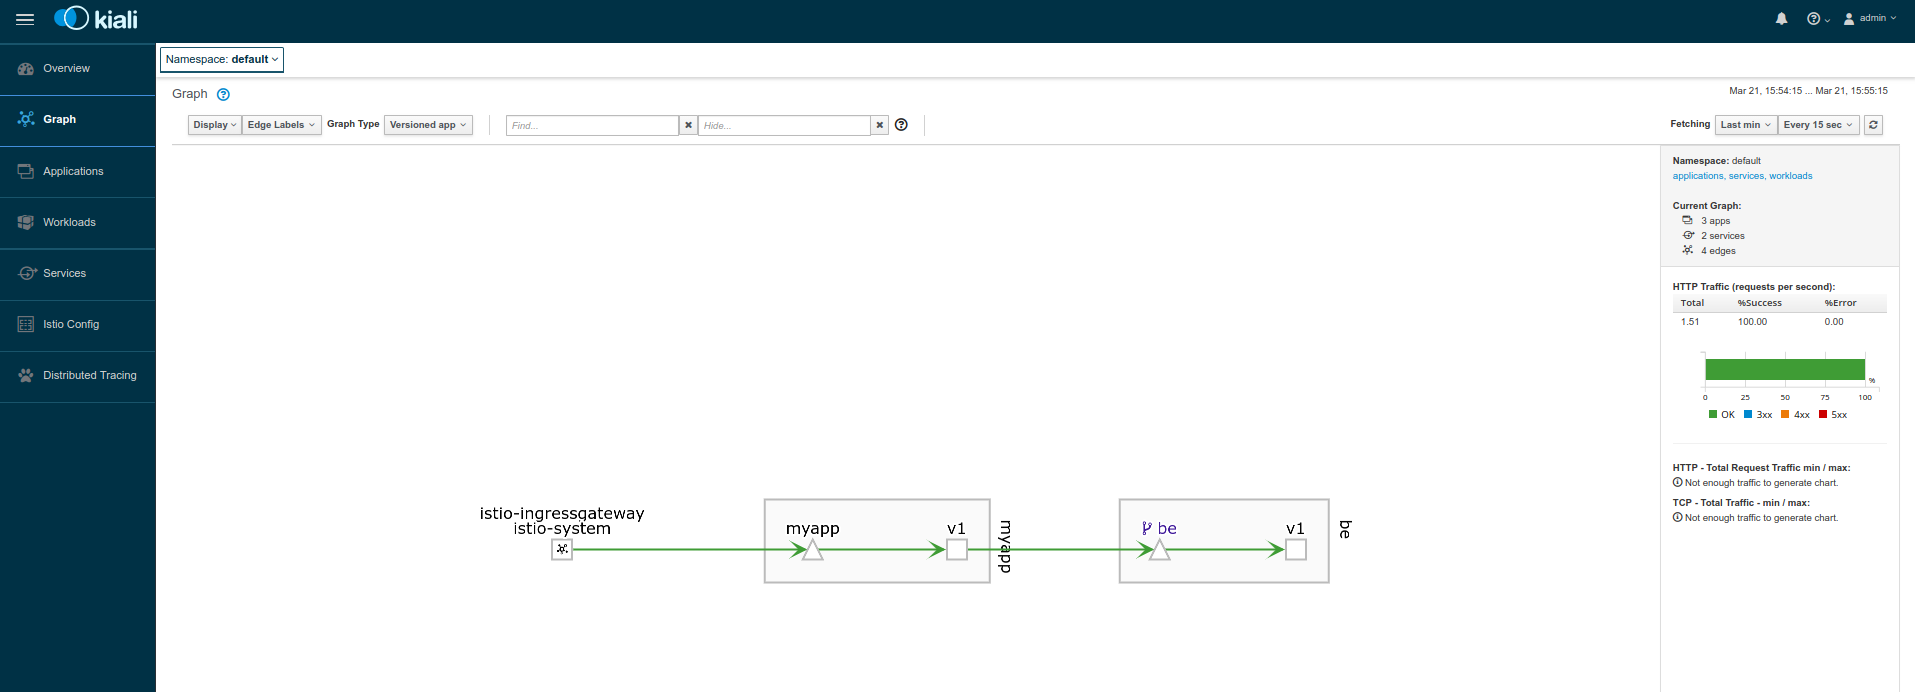 kiali
admin
Namespace: default
Overview
Graph
Applications
Workloads
Services
Istio Config
Distributed Tracing
Graph
Mar 21, 15:54:15 ... Mar 21, 15:55:15
Display Edge Labels Graph Type Versioned app Find... Hide... Fetching Last min Every 15 sec
istio-ingressgateway
istio-system
myapp
v1
myapp
be
v1
be
Namespace: default
applications, services, workloads
Current Graph:
3 apps
2 services
4 edges
HTTP Traffic (requests per second):
Total %Success %Error
1.51 100.00 0.00
%
0 25 50 75 100
OK 3xx 4xx 5xx
HTTP - Total Request Traffic min / max:
Not enough traffic to generate chart.
TCP - Total Traffic - min / max:
Not enough traffic to generate chart.